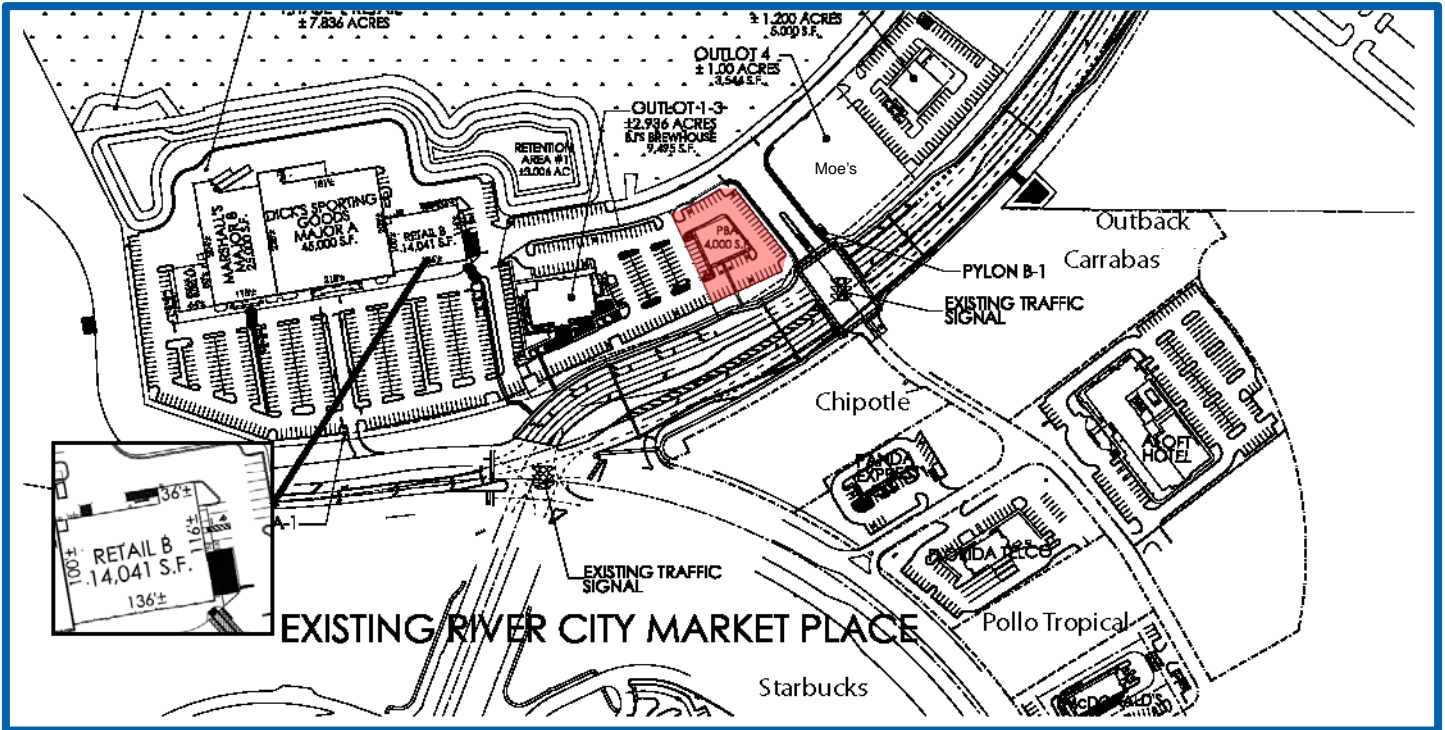 ± 7.836 ACRES
± 1.200 ACRES
5,000 S.F.
OUTLOT 4
± 1.00 ACRES
3,544 S.F.
OUTLOT 1-3
±2.936 ACRES
BJ'S BREWHOUSE
9,495 S.F.
RETENTION
AREA #1
±3.006 AC
Moe's
MARSHALL'S
MAJOR B
25,000 S.F.
DICK'S SPORTING
GOODS
MAJOR A
45,000 S.F.
RETAIL B
14,041 S.F.
4,000 S.F.
Outback
Carrabas
PYLON B-1
EXISTING TRAFFIC
SIGNAL
Chipotle
PANDA
EXPRESS
ALOFT
HOTEL
FLORIDA TELCO
A-1
36'±
116'±
100'±
RETAIL B
14,041 S.F.
136'±
EXISTING TRAFFIC
SIGNAL
EXISTING RIVER CITY MARKET PLACE
Pollo Tropical
Starbucks
McDONALD'S